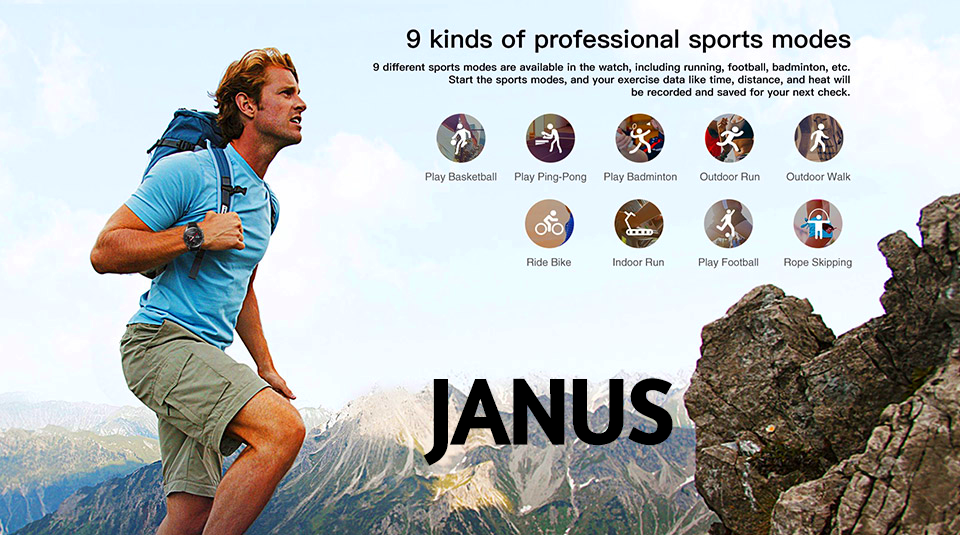 9 kinds of professional sports modes
9 different sports modes are available in the watch, including running, football, badminton, etc.
Start the sports modes, and your exercise data like time, distance, and heat will
be recorded and saved for your next check.
Play Basketball
Play Ping-Pong
Play Badminton
Outdoor Run
Outdoor Walk
Ride Bike
Indoor Run
Play Football
Rope Skipping
JANUS